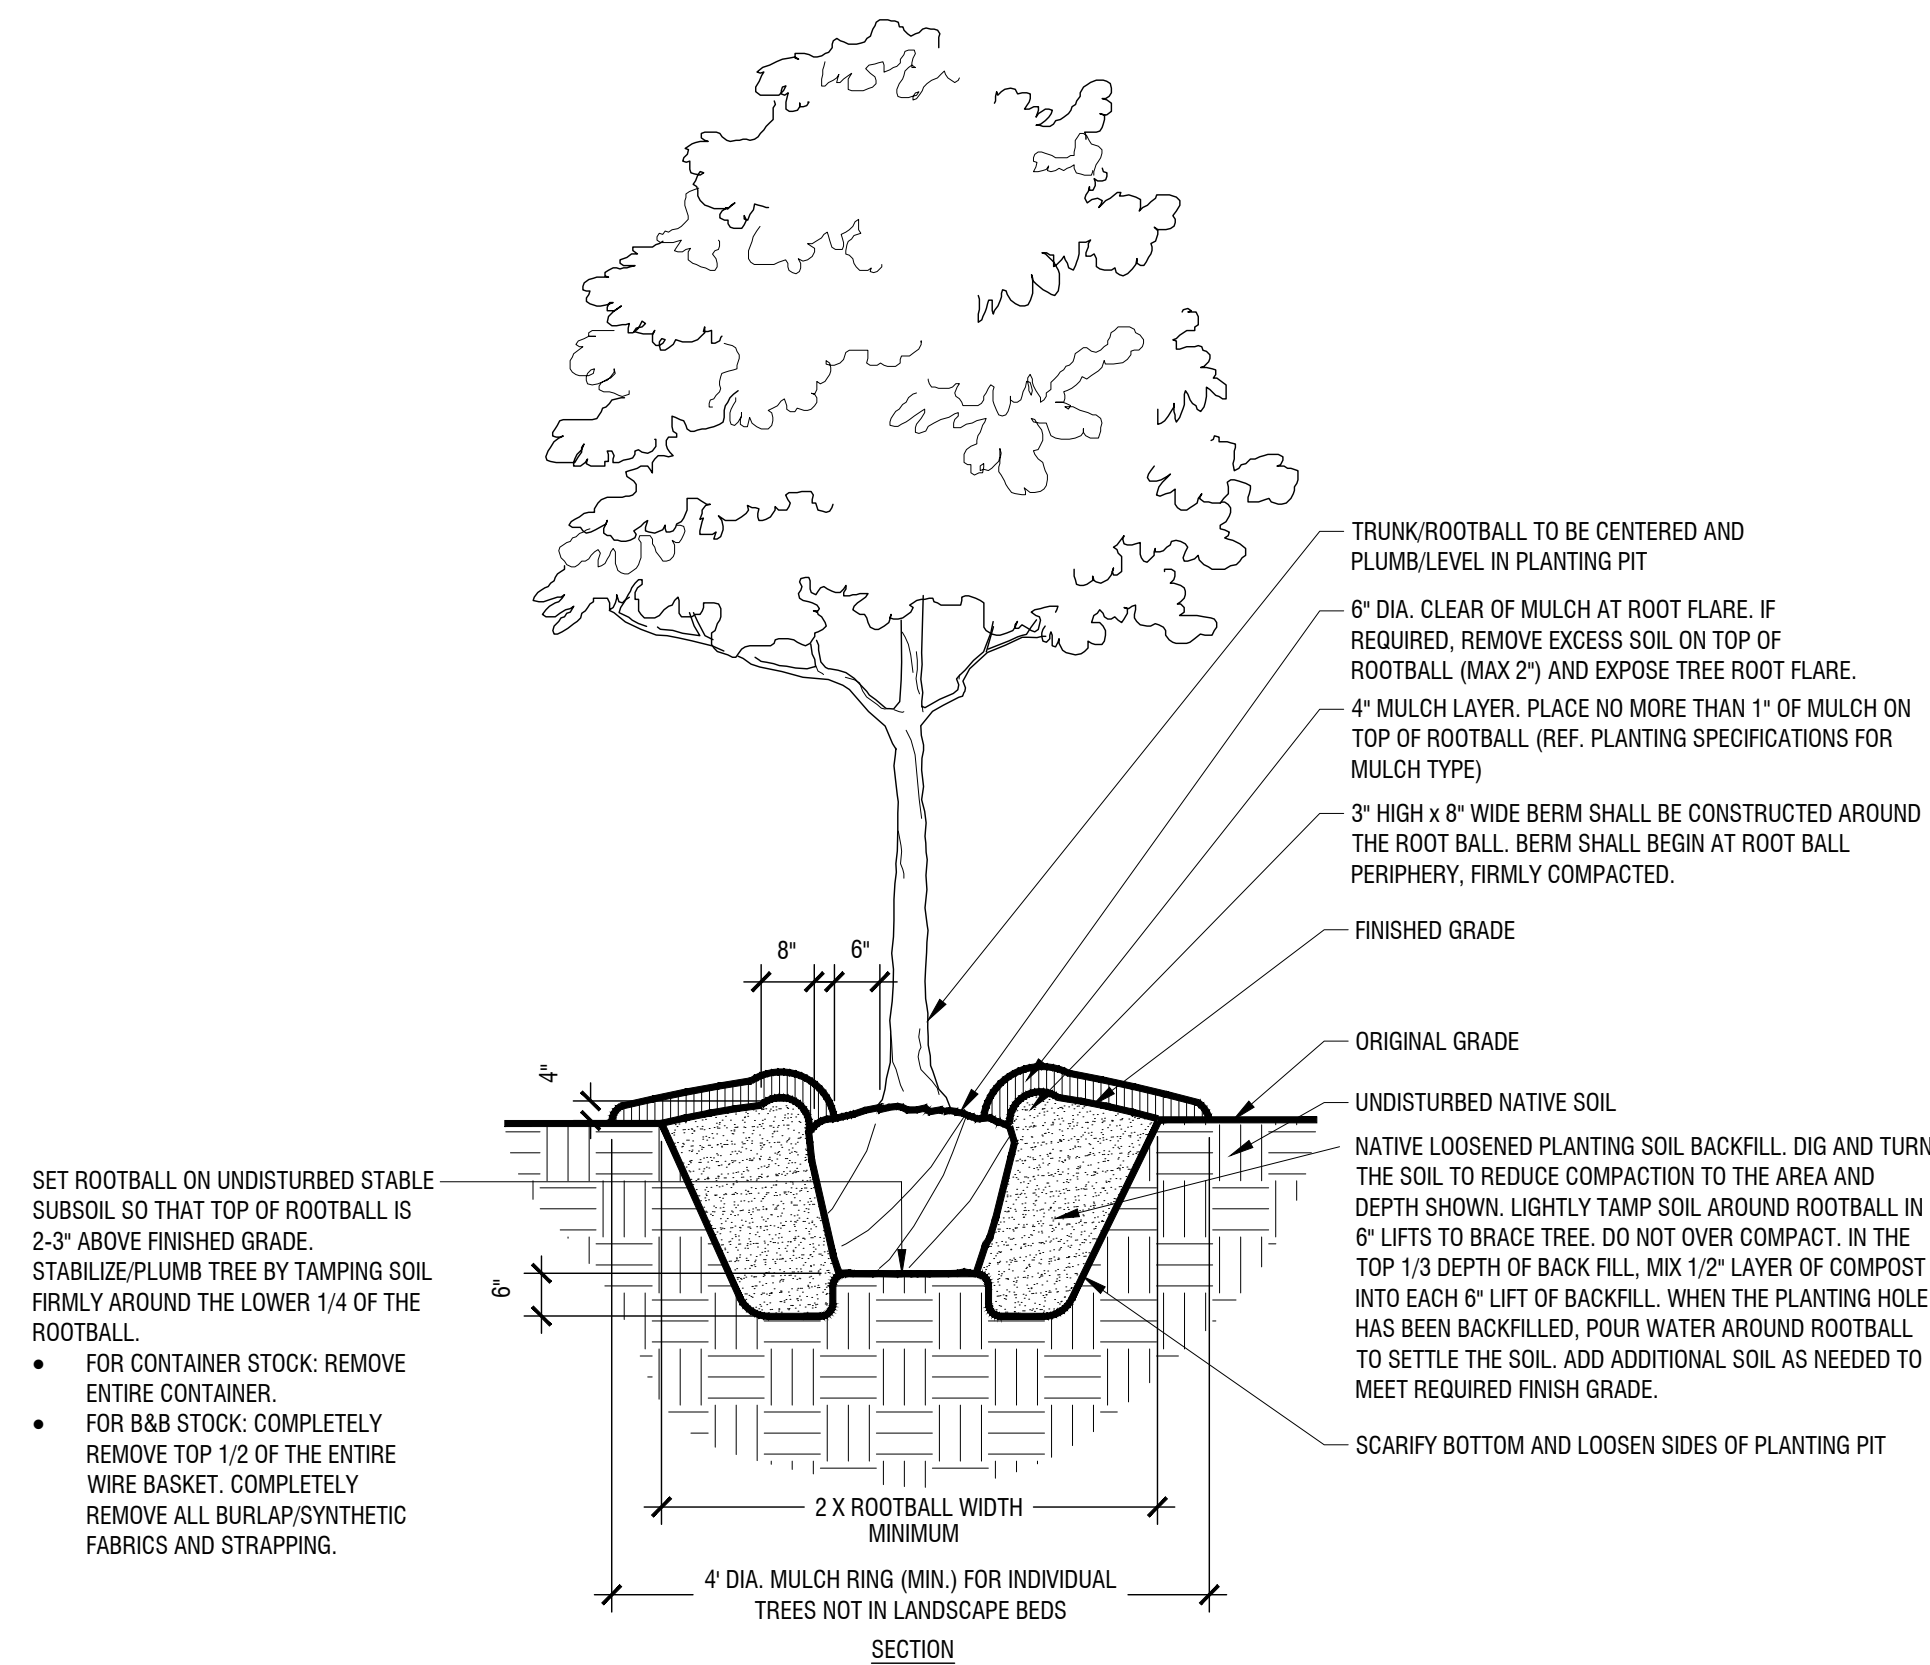 TRUNK/ROOTBALL TO BE CENTERED AND
PLUMB/LEVEL IN PLANTING PIT
6" DIA. CLEAR OF MULCH AT ROOT FLARE. IF
REQUIRED, REMOVE EXCESS SOIL ON TOP OF
ROOTBALL (MAX 2") AND EXPOSE TREE ROOT FLARE.
4" MULCH LAYER. PLACE NO MORE THAN 1" OF MULCH ON
TOP OF ROOTBALL (REF. PLANTING SPECIFICATIONS FOR
MULCH TYPE)
3" HIGH x 8" WIDE BERM SHALL BE CONSTRUCTED AROUND
THE ROOT BALL. BERM SHALL BEGIN AT ROOT BALL
PERIPHERY, FIRMLY COMPACTED.
FINISHED GRADE
8"
6"
ORIGINAL GRADE
4"
UNDISTURBED NATIVE SOIL
NATIVE LOOSENED PLANTING SOIL BACKFILL. DIG AND TURN
THE SOIL TO REDUCE COMPACTION TO THE AREA AND
DEPTH SHOWN. LIGHTLY TAMP SOIL AROUND ROOTBALL IN
6" LIFTS TO BRACE TREE. DO NOT OVER COMPACT. IN THE
TOP 1/3 DEPTH OF BACK FILL, MIX 1/2" LAYER OF COMPOST
INTO EACH 6" LIFT OF BACKFILL. WHEN THE PLANTING HOLE
HAS BEEN BACKFILLED, POUR WATER AROUND ROOTBALL
TO SETTLE THE SOIL. ADD ADDITIONAL SOIL AS NEEDED TO
MEET REQUIRED FINISH GRADE.
SET ROOTBALL ON UNDISTURBED STABLE
SUBSOIL SO THAT TOP OF ROOTBALL IS
2-3" ABOVE FINISHED GRADE.
STABILIZE/PLUMB TREE BY TAMPING SOIL
FIRMLY AROUND THE LOWER 1/4 OF THE
ROOTBALL.
• FOR CONTAINER STOCK: REMOVE
ENTIRE CONTAINER.
• FOR B&B STOCK: COMPLETELY
REMOVE TOP 1/2 OF THE ENTIRE
WIRE BASKET. COMPLETELY
REMOVE ALL BURLAP/SYNTHETIC
FABRICS AND STRAPPING.
6"
SCARIFY BOTTOM AND LOOSEN SIDES OF PLANTING PIT
2 X ROOTBALL WIDTH
MINIMUM
4' DIA. MULCH RING (MIN.) FOR INDIVIDUAL
TREES NOT IN LANDSCAPE BEDS
SECTION